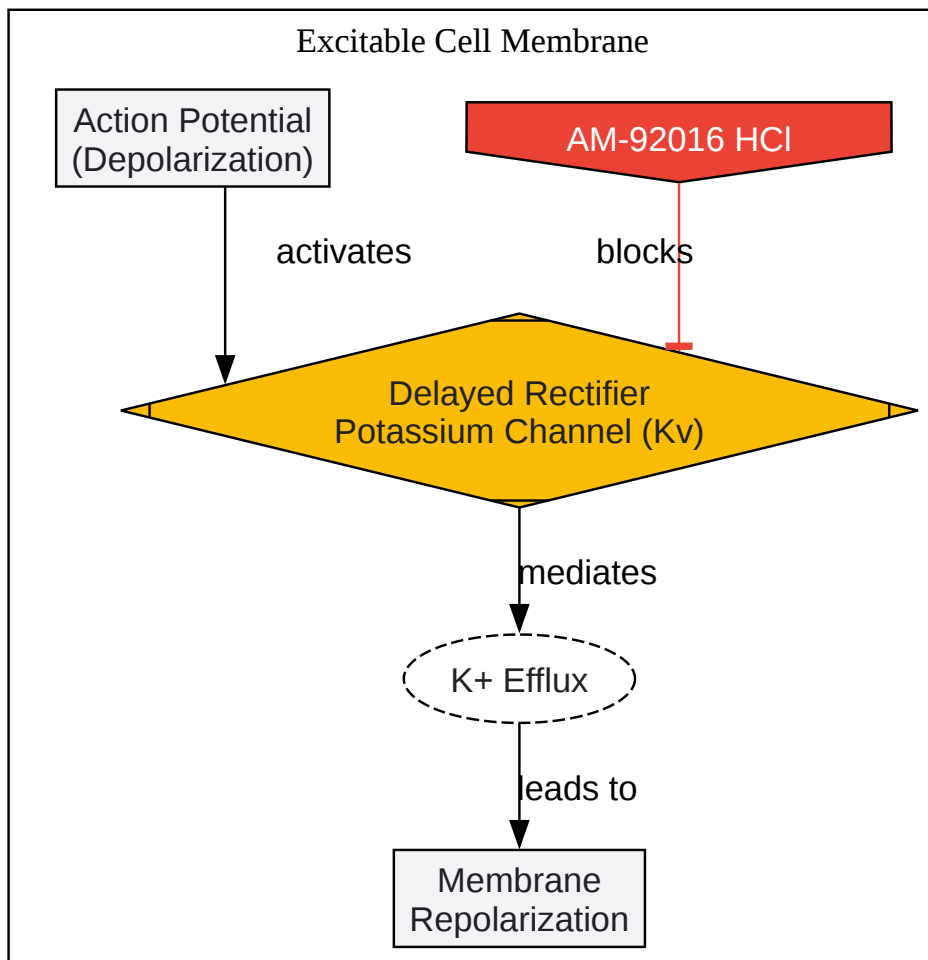 Excitable Cell Membrane
Action Potential
(Depolarization)
AM-92016 HCl
activates
blocks
Delayed Rectifier
Potassium Channel (Kv)
mediates
K+ Efflux
leads to
Membrane
Repolarization